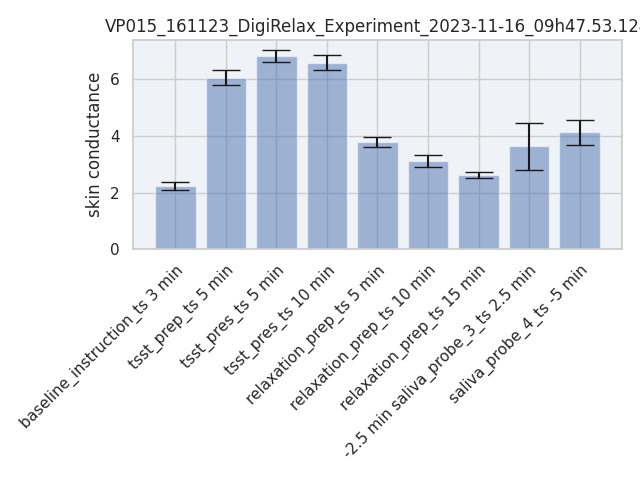 VP015_161123_DigiRelax_Experiment_2023-11-16_09h47.53.12
skin conductance
6
4
2
0
baseline_instruction_ts 3 min
tsst_prep_ts 5 min
tsst_pres_ts 5 min
tsst_pres_ts 10 min
relaxation_prep_ts 5 min
relaxation_prep_ts 10 min
relaxation_prep_ts 15 min
-2.5 min saliva_probe_3_ts 2.5 min
saliva_probe_4_ts -5 min